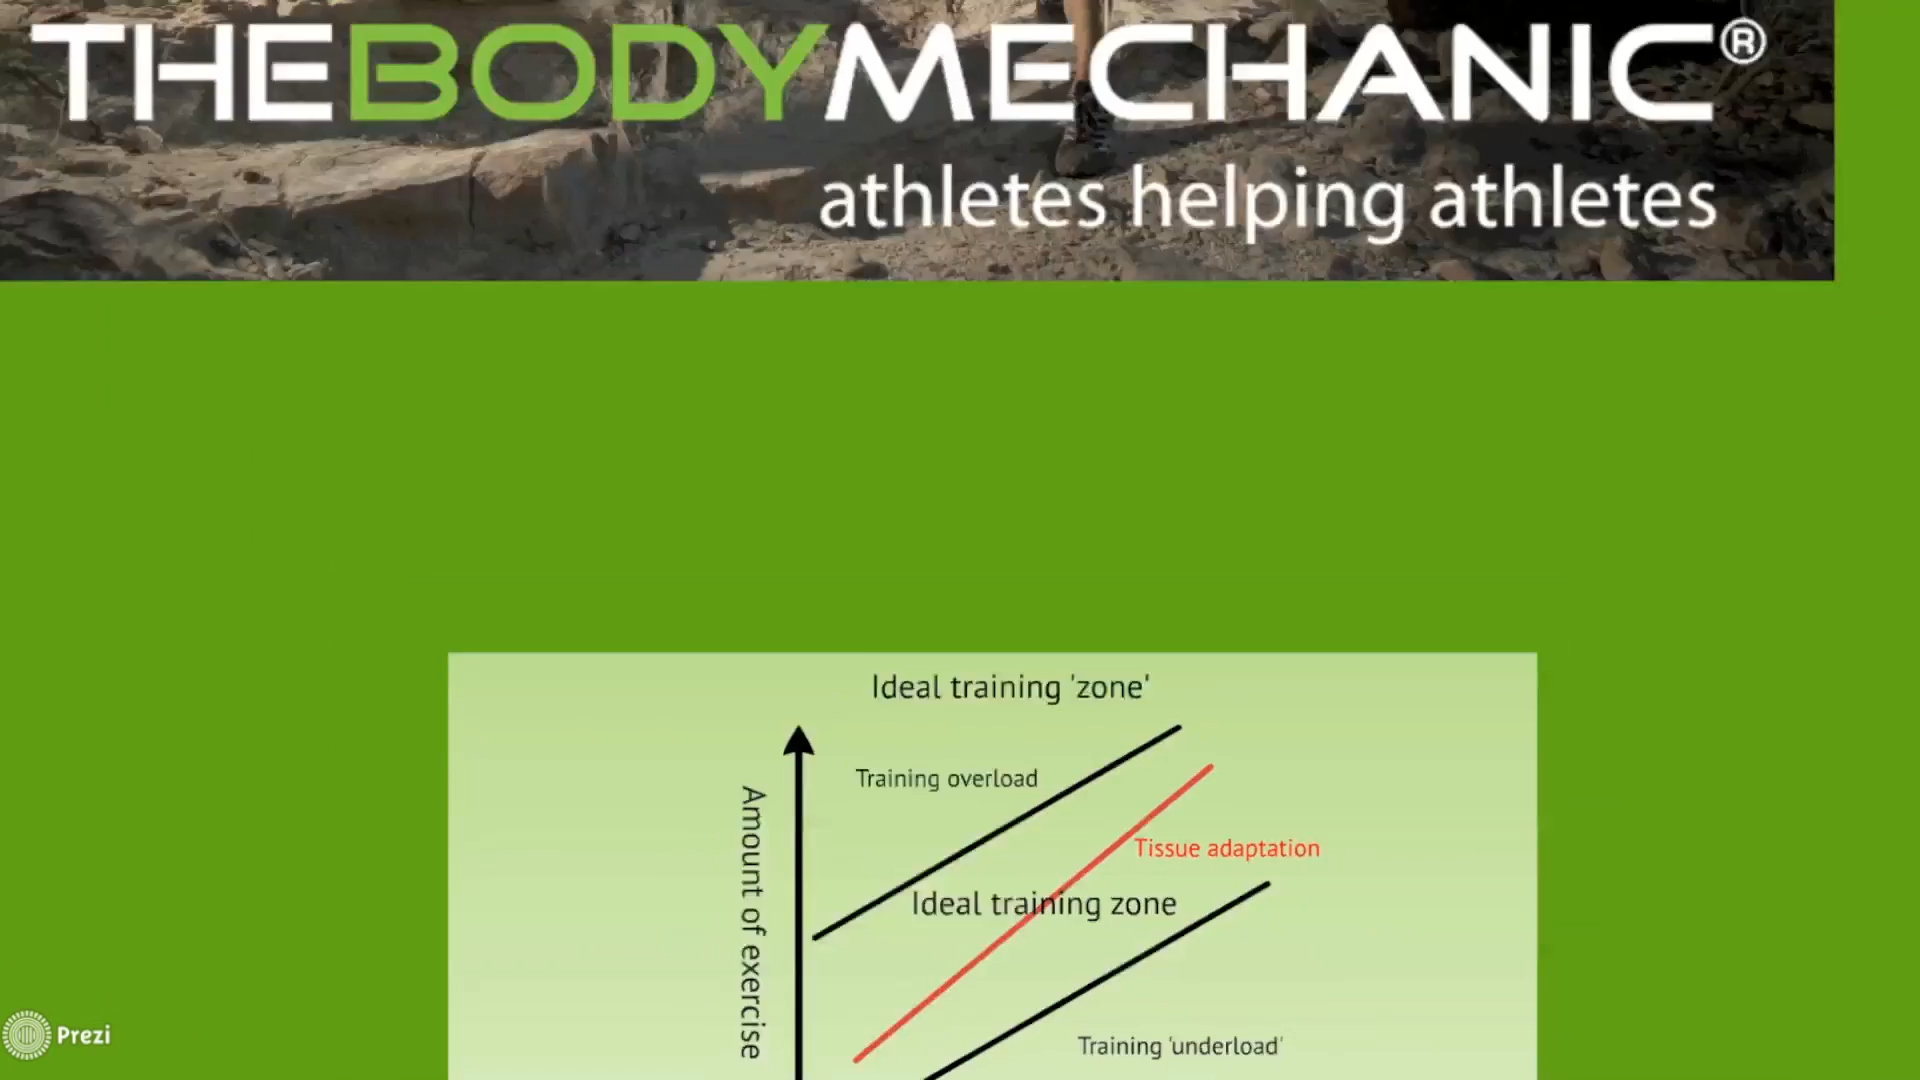 THEBODYMECHANIC®
athletes helping athletes
Ideal training 'zone'
Training overload
Tissue adaptation
Ideal training zone
Amount of exercise
Training 'underload'
Prezi